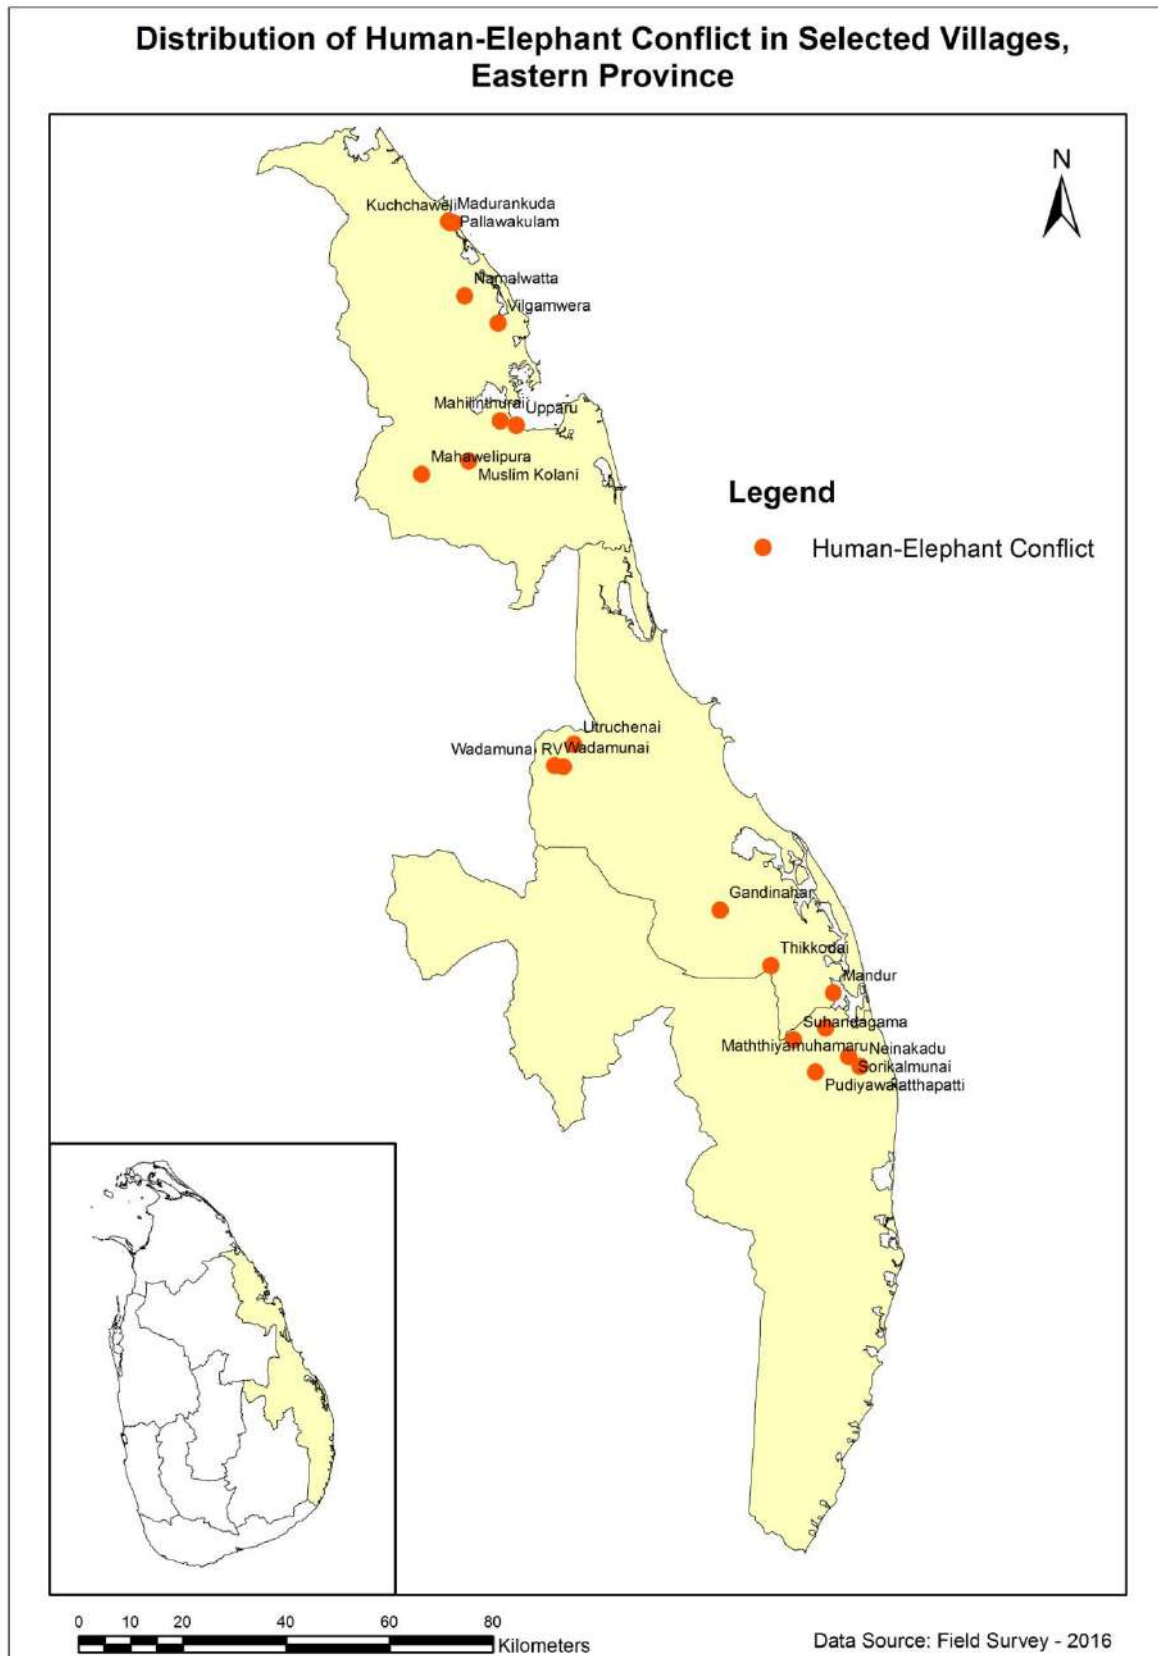 Distribution of Human-Elephant Conflict in Selected Villages,
Eastern Province
N
Kuchchaweli
Madurankuda
Pallawakulam
Namalwatta
Vilgamwera
Mahilinthurai
Upparu
Mahawelipura
Muslim Kolani
Legend
Human-Elephant Conflict
Utruchenai
Wadamunai RV
Wadamunai
Gandinahar
Thikkodai
Mandur
Suhandagama
Maththiyamuhamaru
Neinakadu
Sorikalmunai
Pudiyawalatthapatti
0 10 20 40 60 80
Kilometers
Data Source: Field Survey - 2016